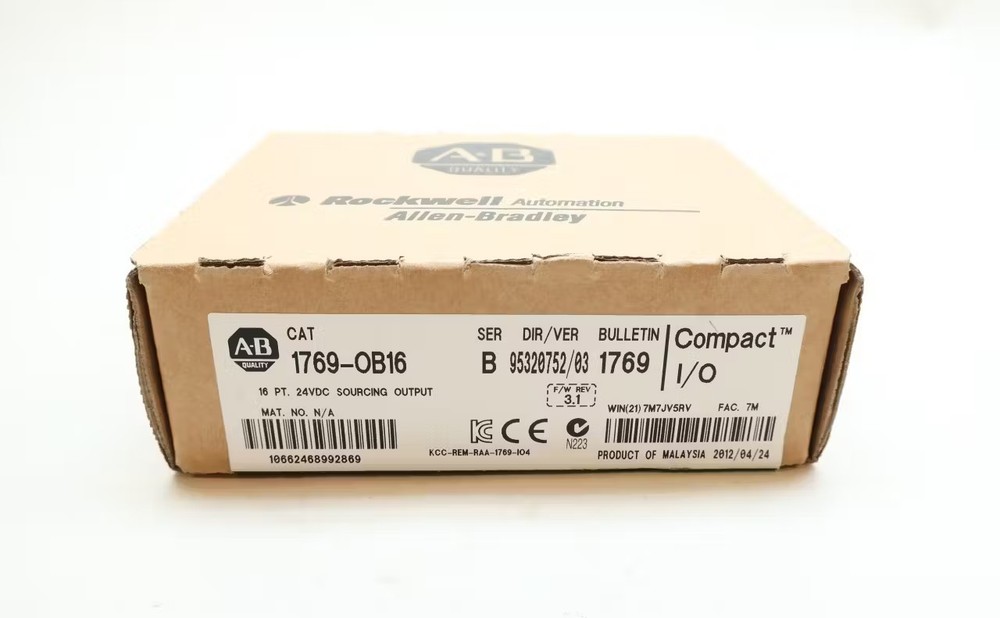 A·B
QUALITY
Rockwell Automation
Allen-Bradley
A·B
QUALITY
CAT
1769-OB16
SER
B
DIR/VER
95320752/03
BULLETIN
1769
Compact™
I/O
16 PT. 24VDC SOURCING OUTPUT
F/W REV
3.1
MAT. NO. N/A
WIN(21) 7M7JV5RV
FAC. 7M
10662468992869
KC CE
N223
KCC-REM-RAA-1769-IO4
PRODUCT OF MALAYSIA 2012/04/24